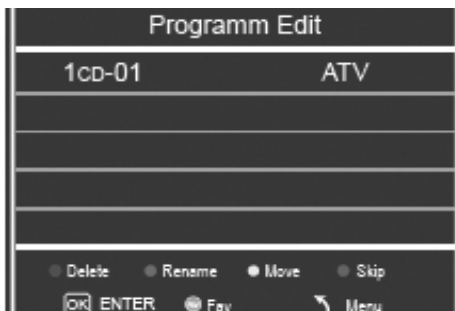 Programm Edit
1CD-01 ATV
Delete Rename Move Skip
OK ENTER Fav Menu